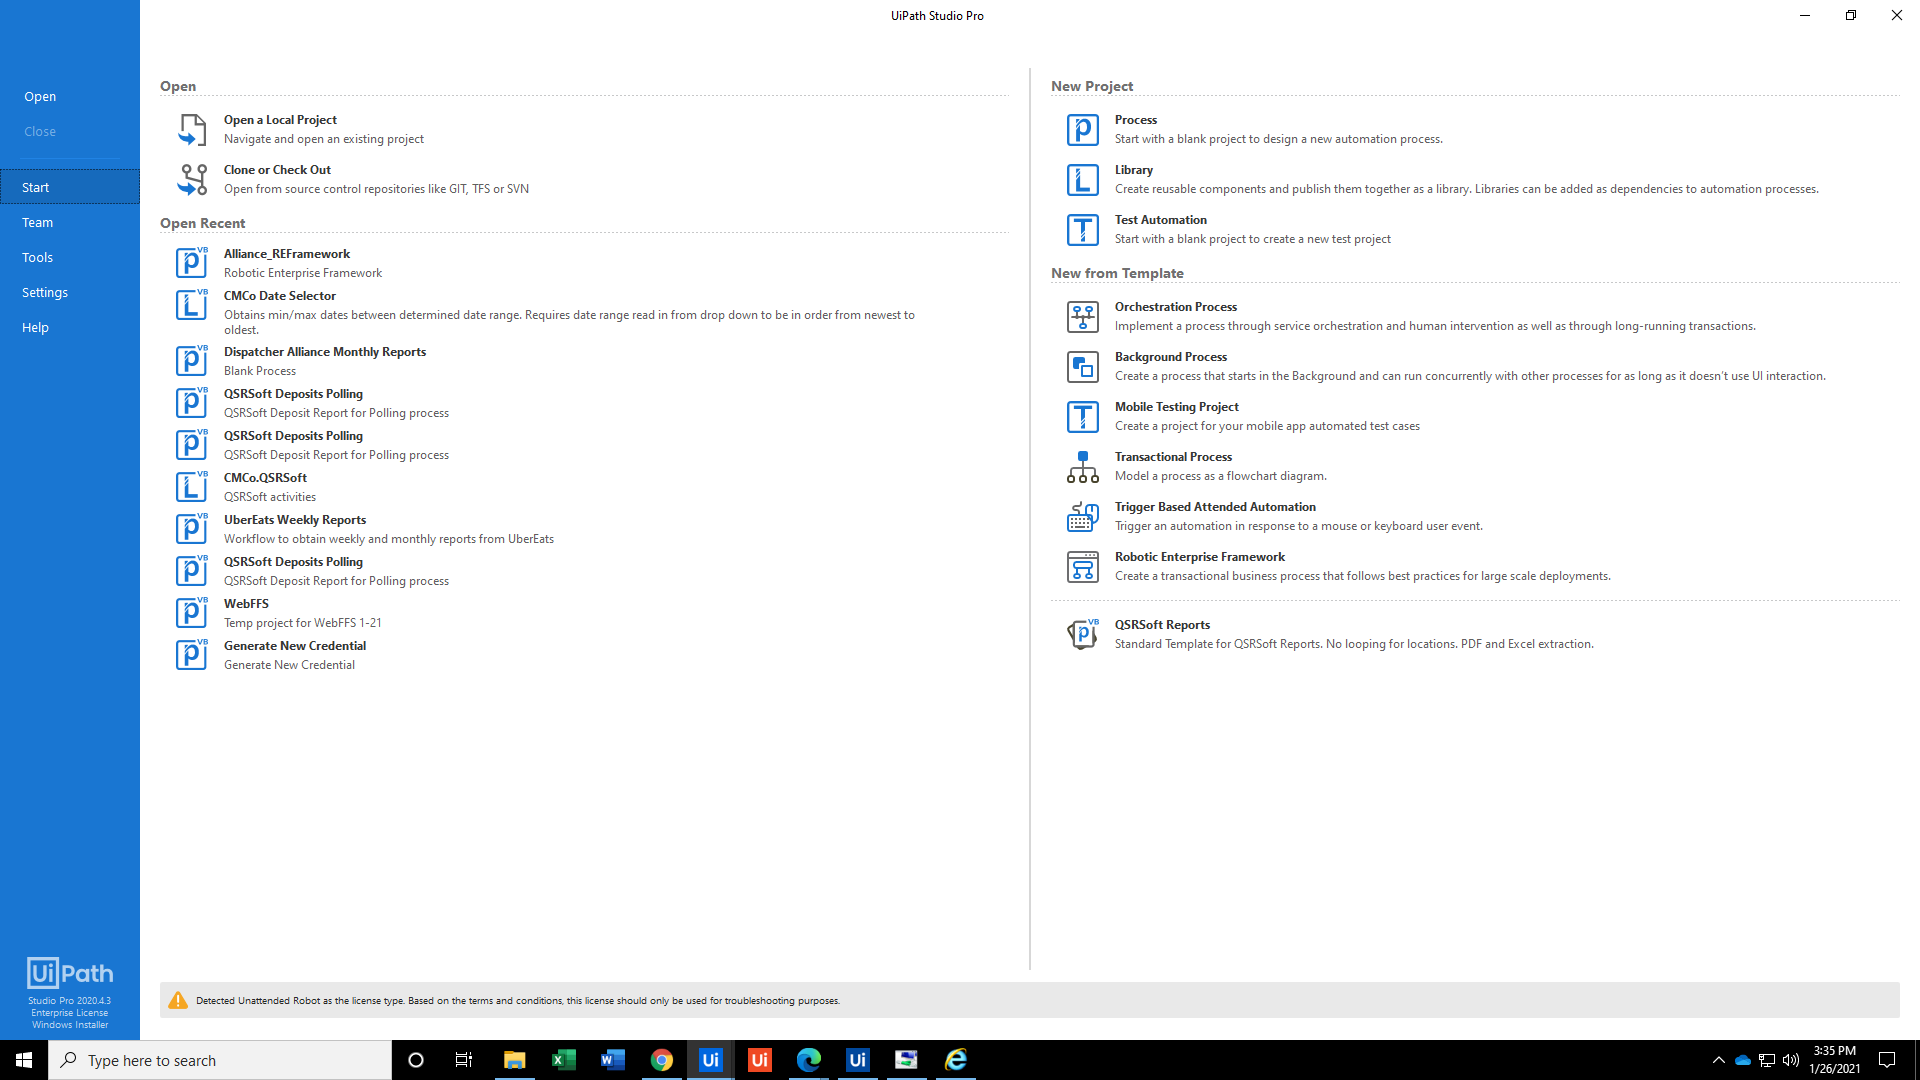 UiPath Studio Pro
Open
Close
Start
Team
Tools
Settings
Help
UiPath
Studio Pro 2020.4.3
Enterprise License
Windows Installer
Open
Open a Local Project
Navigate and open an existing project
Clone or Check Out
Open from source control repositories like GIT, TFS or SVN
Open Recent
VB
Alliance_REFramework
Robotic Enterprise Framework
VB
CMCo Date Selector
Obtains min/max dates between determined date range. Requires date range read in from drop down to be in order from newest to
oldest.
VB
Dispatcher Alliance Monthly Reports
Blank Process
VB
QSRSoft Deposits Polling
QSRSoft Deposit Report for Polling process
VB
QSRSoft Deposits Polling
QSRSoft Deposit Report for Polling process
VB
CMCo.QSRSoft
QSRSoft activities
VB
UberEats Weekly Reports
Workflow to obtain weekly and monthly reports from UberEats
VB
QSRSoft Deposits Polling
QSRSoft Deposit Report for Polling process
VB
WebFFS
Temp project for WebFFS 1-21
VB
Generate New Credential
Generate New Credential
New Project
Process
Start with a blank project to design a new automation process.
Library
Create reusable components and publish them together as a library. Libraries can be added as dependencies to automation processes.
Test Automation
Start with a blank project to create a new test project
New from Template
Orchestration Process
Implement a process through service orchestration and human intervention as well as through long-running transactions.
Background Process
Create a process that starts in the Background and can run concurrently with other processes for as long as it doesn't use UI interaction.
Mobile Testing Project
Create a project for your mobile app automated test cases
Transactional Process
Model a process as a flowchart diagram.
Trigger Based Attended Automation
Trigger an automation in response to a mouse or keyboard user event.
Robotic Enterprise Framework
Create a transactional business process that follows best practices for large scale deployments.
VB
QSRSoft Reports
Standard Template for QSRSoft Reports. No looping for locations. PDF and Excel extraction.
Detected Unattended Robot as the license type. Based on the terms and conditions, this license should only be used for troubleshooting purposes.
Type here to search
Ui
Ui
Ui
3:35 PM
1/26/2021